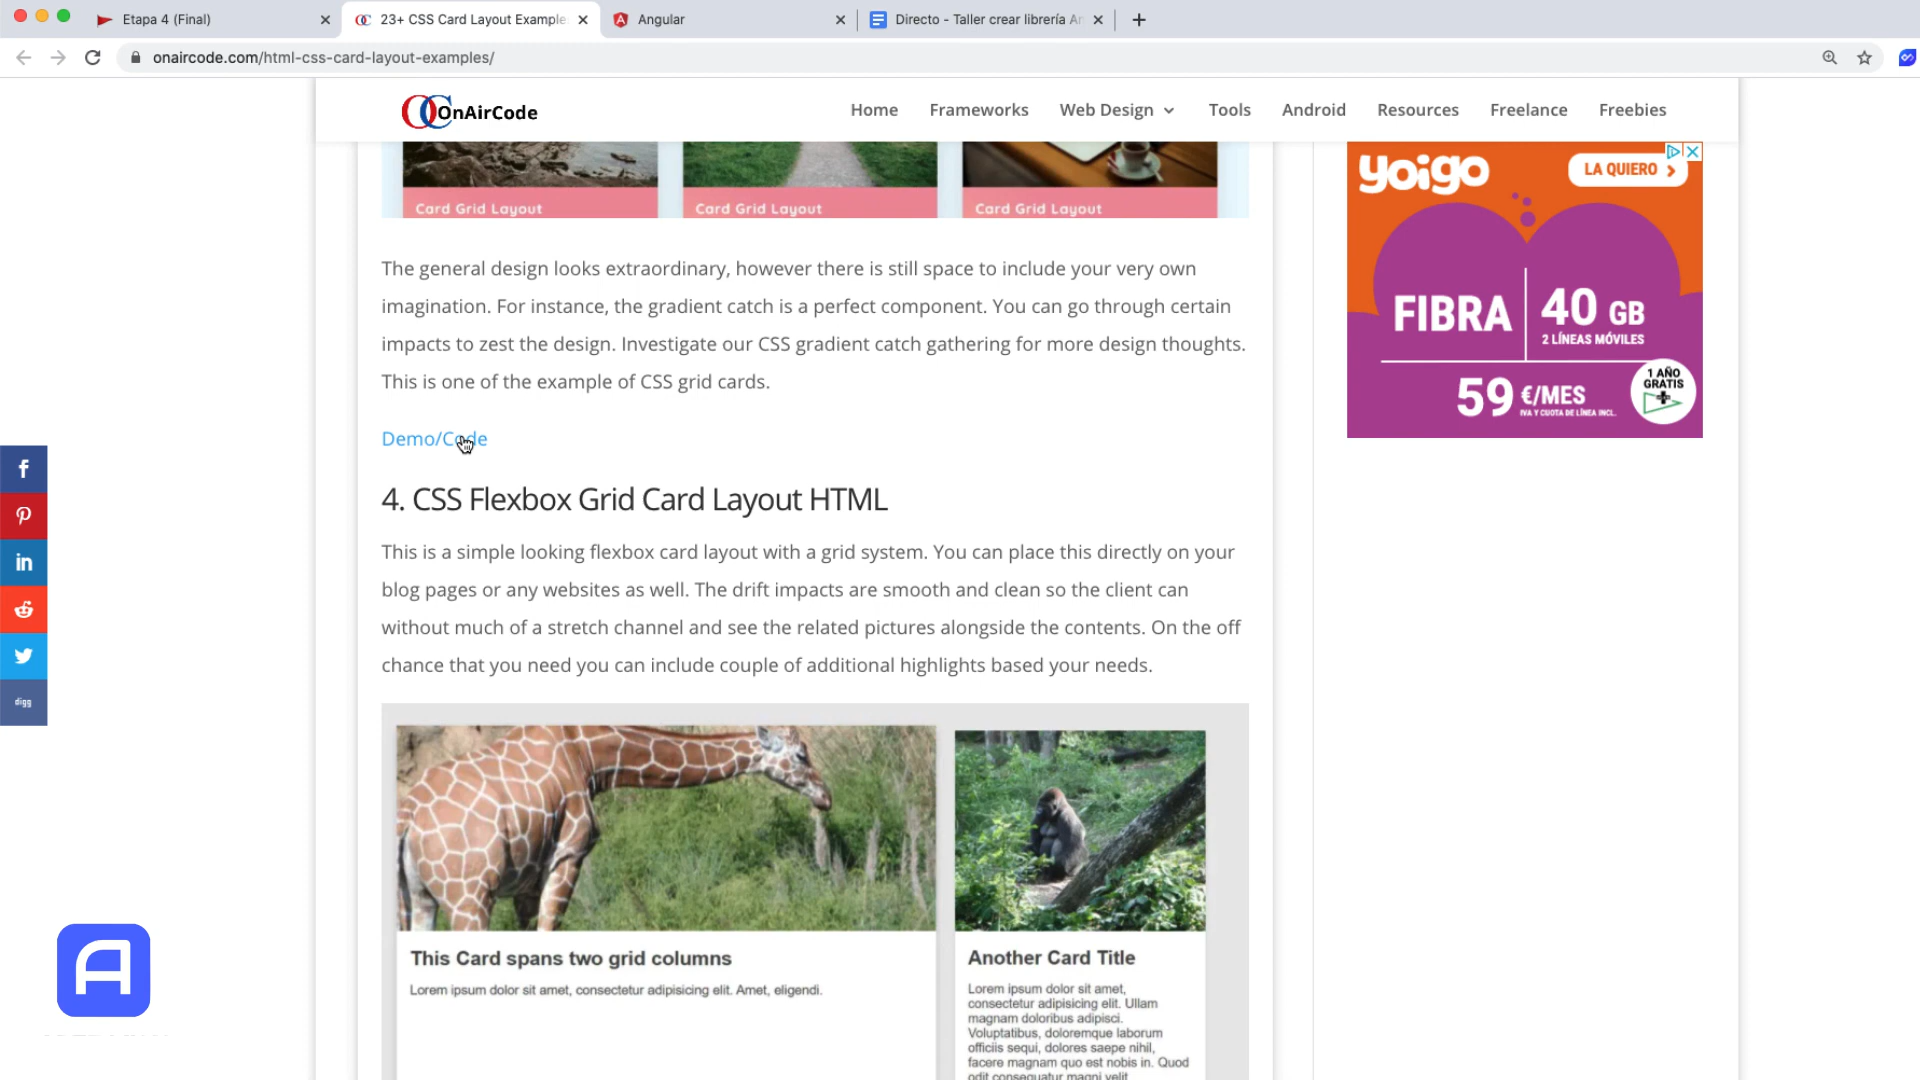 Etapa 4 (Final)
23+ CSS Card Layout Example
Angular
Directo - Taller crear librería A
onaircode.com/html-css-card-layout-examples/
OnAirCode
Home
Frameworks
Web Design
Tools
Android
Resources
Freelance
Freebies
Card Grid Layout
Card Grid Layout
Card Grid Layout
The general design looks extraordinary, however there is still space to include your very own
imagination. For instance, the gradient catch is a perfect component. You can go through certain
impacts to zest the design. Investigate our CSS gradient catch gathering for more design thoughts.
This is one of the example of CSS grid cards.
Demo/Code
4. CSS Flexbox Grid Card Layout HTML
This is a simple looking flexbox card layout with a grid system. You can place this directly on your
blog pages or any websites as well. The drift impacts are smooth and clean so the client can
without much of a stretch channel and see the related pictures alongside the contents. On the off
chance that you need you can include couple of additional highlights based your needs.
This Card spans two grid columns
Lorem ipsum dolor sit amet, consectetur adipisicing elit. Amet, eligendi.
Another Card Title
Lorem ipsum dolor sit amet,
consectetur adipisicing elit. Ullam
magnam doloribus adipisci.
Voluptatibus, doloremque laborum
officiis sequi, dolores saepe nihil,
facere magnam quo est nobis in. Quod
odit consequatur magni velit
yoigo
LA QUIERO
FIBRA
40 GB
2 LÍNEAS MÓVILES
59 €/MES
IVA Y CUOTA DE LÍNEA INCL.
1 AÑO
GRATIS
f
in
digg
A